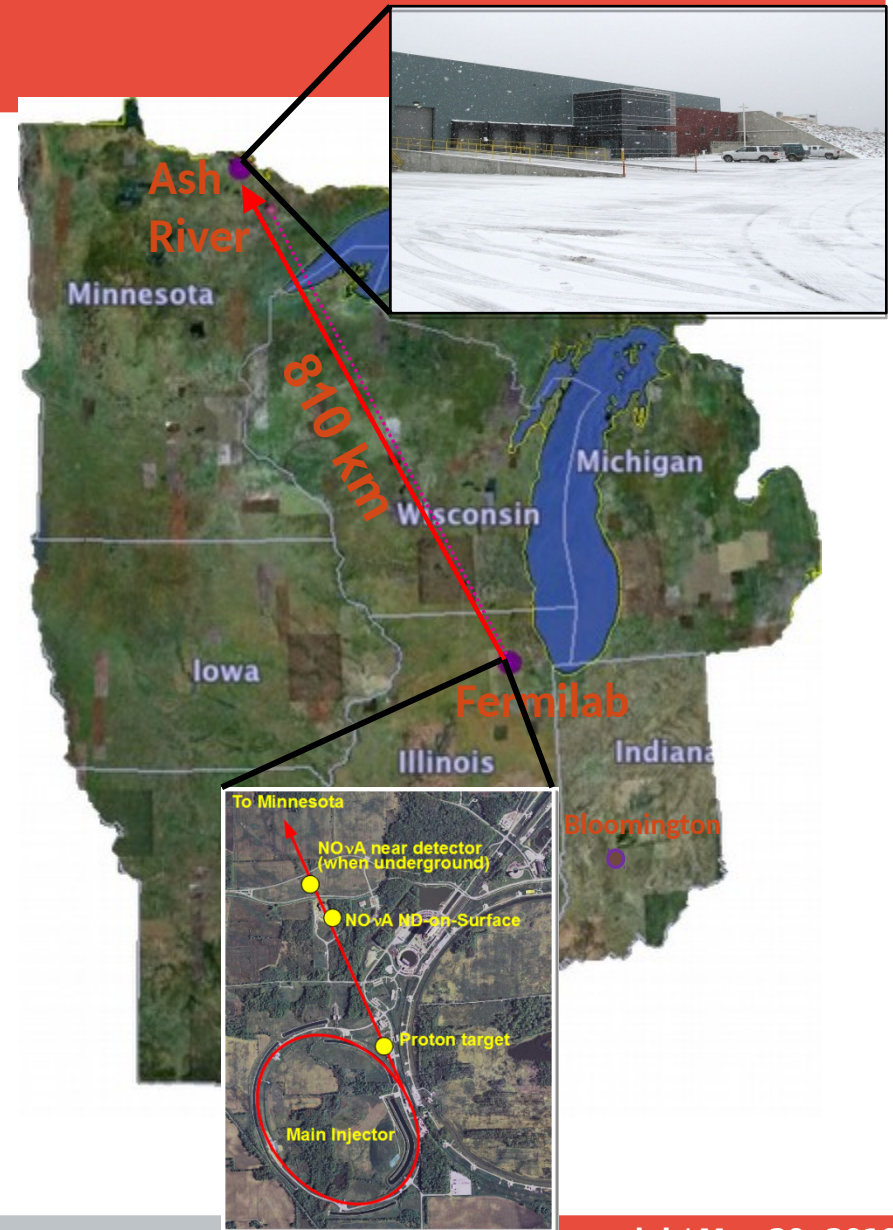 Ash
River
Minnesota
810 km
Michigan
Wisconsin
Iowa
Fermilab
Illinois
Indiana
Bloomington
To Minnesota
NOνA near detector
(when underground)
NOνA ND-on-Surface
Proton target
Main Injector